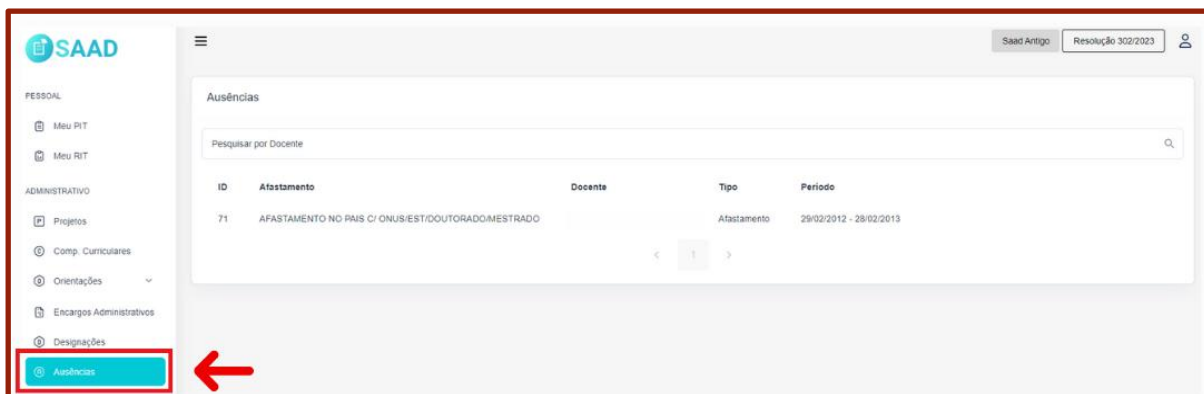 SAAD
Saad Antigo
Resolução 302/2023
PESSOAL
Meu PIT
Meu RIT
ADMINISTRATIVO
Projetos
Comp. Curriculares
Orientações
Encargos Administrativos
Designações
Ausências
Ausências
Pesquisar por Docente
ID Afastamento Docente Tipo Período
71 AFASTAMENTO NO PAIS C/ ONUS/EST/DOUTORADO/MESTRADO Afastamento 29/02/2012 - 28/02/2013
< 1 >